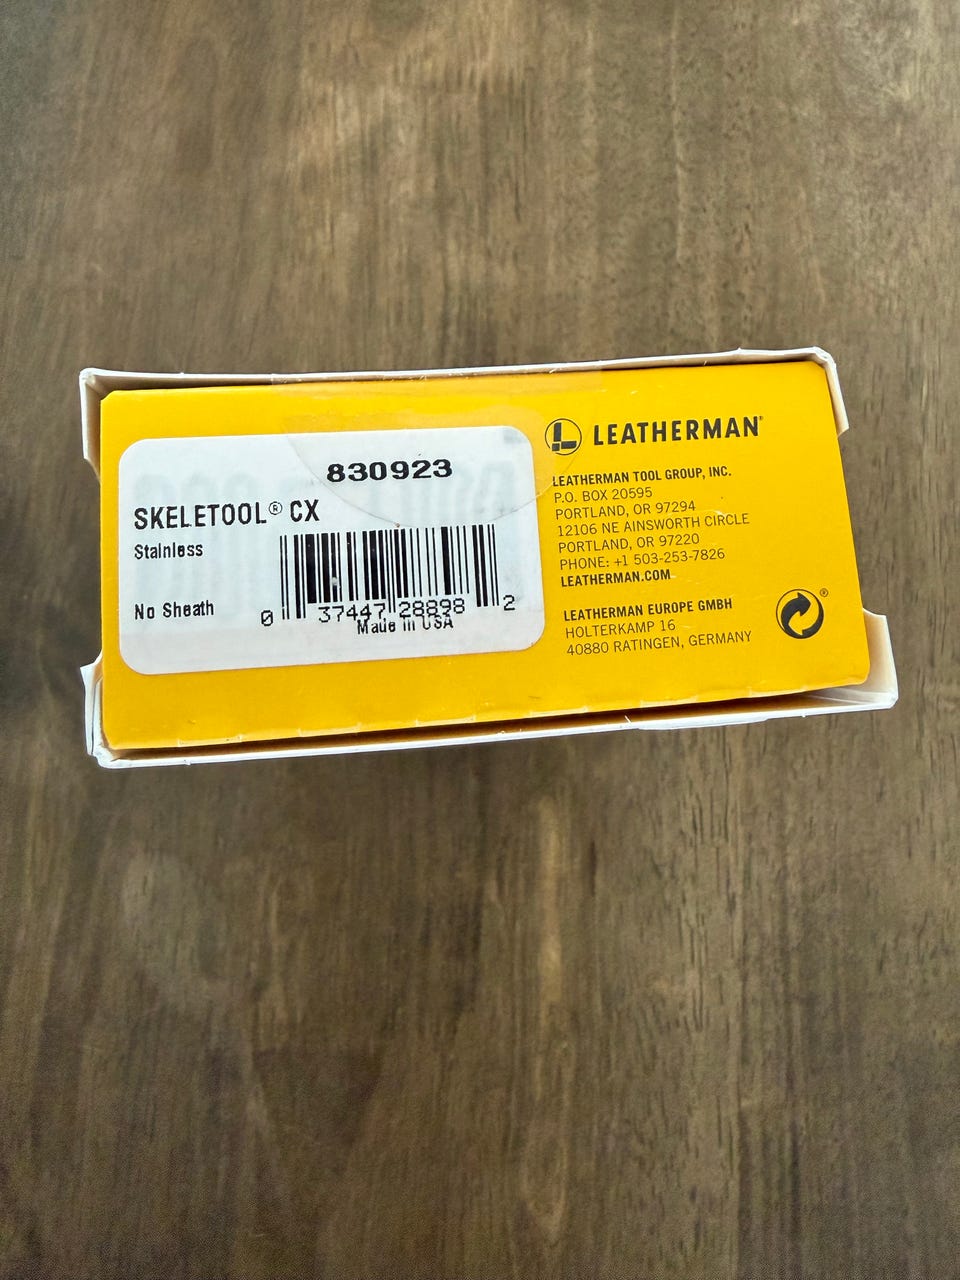 830923
SKELETOOL® CX
Stainless
No Sheath
0 37447 28898 2
Made in USA
LEATHERMAN®
LEATHERMAN TOOL GROUP, INC.
P.O. BOX 20595
PORTLAND, OR 97294
12106 NE AINSWORTH CIRCLE
PORTLAND, OR 97220
PHONE: +1 503-253-7826
LEATHERMAN.COM
LEATHERMAN EUROPE GMBH
HOLTERKAMP 16
40880 RATINGEN, GERMANY
®